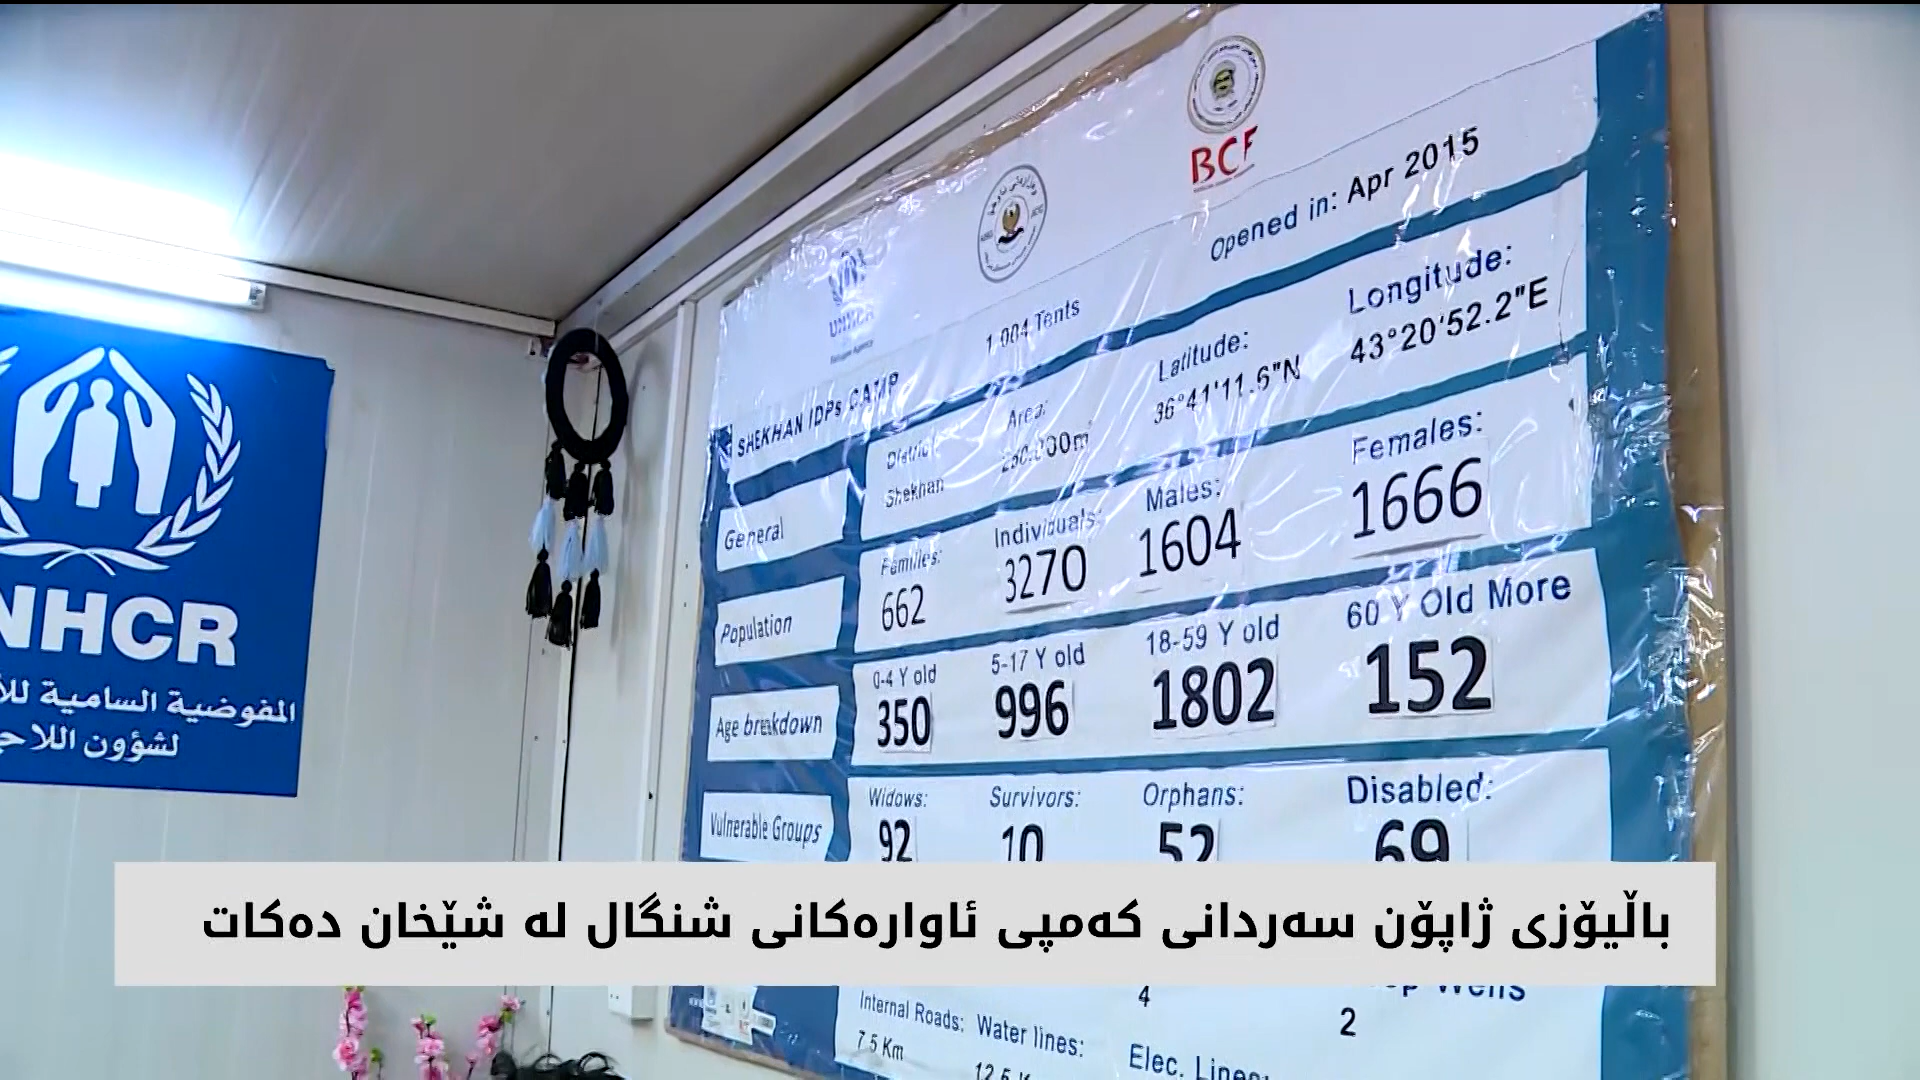 BCF
Opened in: Apr 2015
UNHCR
1 004 Tents
SHEKHAN IDPs CAMP
General
District:
Shekhan
Area:
Latitude:
36°41'11.6"N
Longitude:
43°20'52.2"E
Population
Families:
662
Individuals:
3270
Males:
1604
Females:
1666
Age breakdown
0-4 Y old
350
5-17 Y old
996
18-59 Y old
1802
60 Y Old More
152
Vulnerable Groups
Widows:
92
Survivors:
10
Orphans:
52
Disabled:
69
Internal Roads:
7.5 Km
Water lines:
4
Elec.
Wells
2
NHCR
المفوضية السامية
لشؤون
باڵیۆزی ژاپۆن سەردانی کەمپی ئاوارەکانی شنگال لە شێخان دەکات